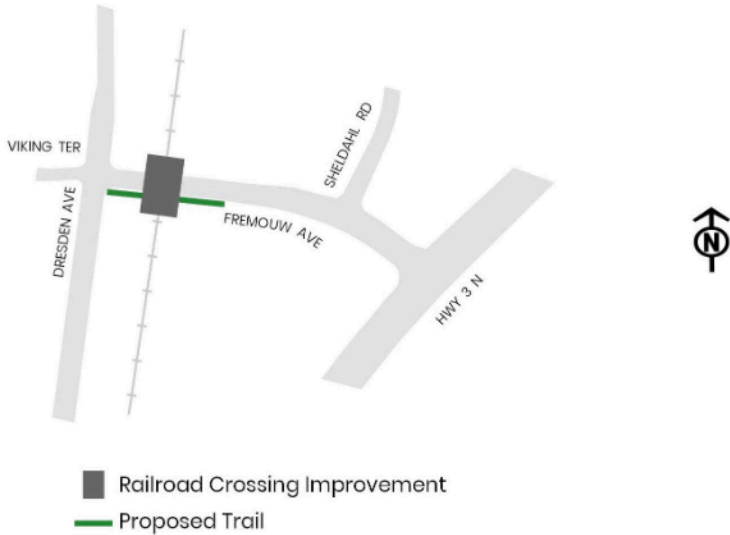 VIKING TER
DRESDEN AVE
SHELDAHL RD
FREMOUW AVE
HWY 3 N
N
Railroad Crossing Improvement
Proposed Trail